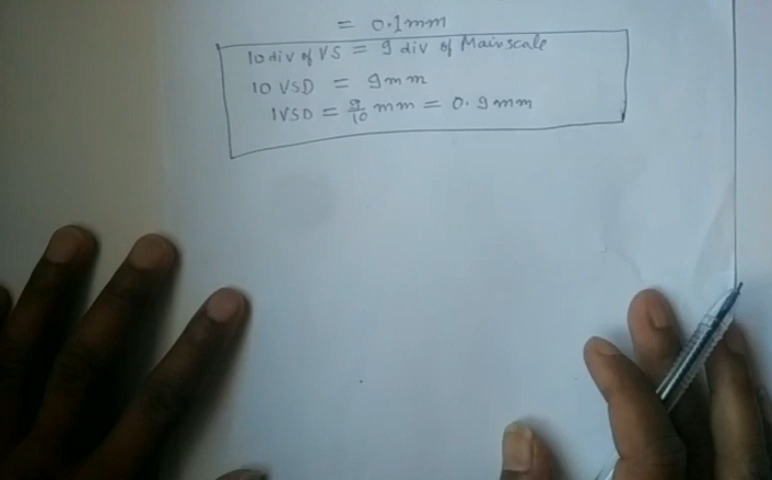 = 0.1mm
10 div of VS = 9 div of Main scale
10 VSD = 9mm
1VSD = 9/10 mm = 0.9mm